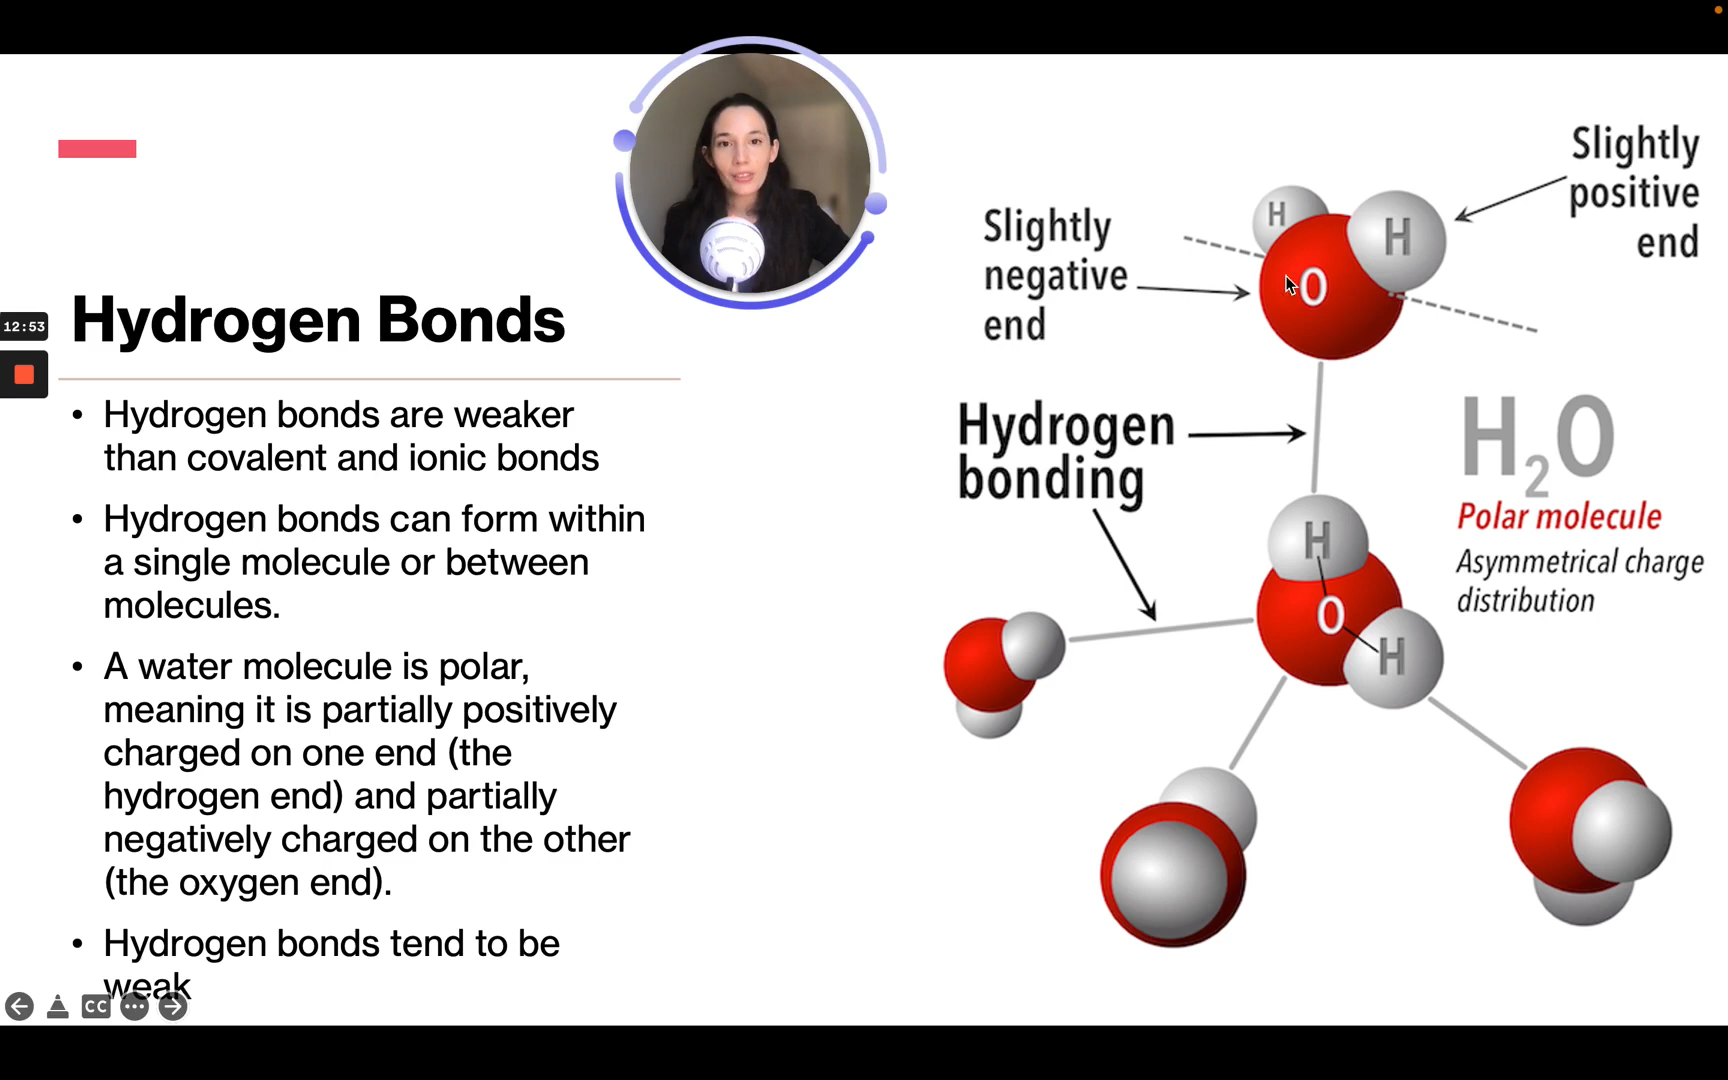 12:53
Hydrogen Bonds
• Hydrogen bonds are weaker
than covalent and ionic bonds
• Hydrogen bonds can form within
a single molecule or between
molecules.
• A water molecule is polar,
meaning it is partially positively
charged on one end (the
hydrogen end) and partially
negatively charged on the other
(the oxygen end).
• Hydrogen bonds tend to be
weak
CC
Slightly
positive
end
Slightly
negative
end
H
H
O
Hydrogen
bonding
H₂O
Polar molecule
Asymmetrical charge
distribution
H
O
H